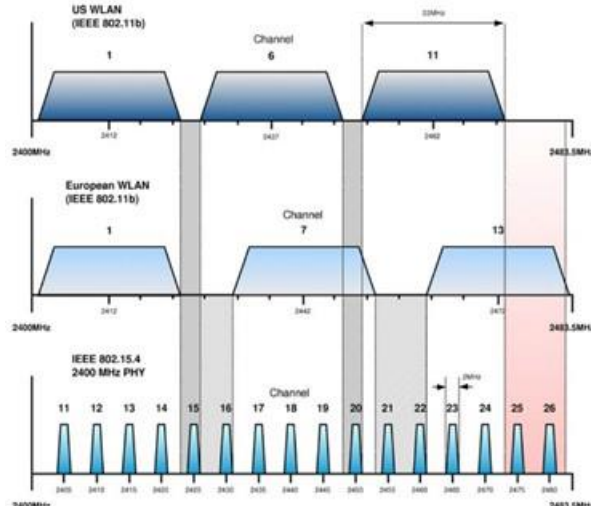 US WLAN
(IEEE 802.11b)
Channel
1
6
11
2412
2437
2462
2400MHz
2483.5MHz
European WLAN
(IEEE 802.11b)
Channel
1
7
13
2412
2442
2472
2400MHz
2483.5MHz
IEEE 802.15.4
2400 MHz PHY
Channel
2MHz
11 12 13 14 15 16 17 18 19 20 21 22 23 24 25 26
2405 2410 2415 2420 2425 2430 2435 2440 2445 2450 2455 2460 2465 2470 2475 2480
2400MHz
2483.5MHz